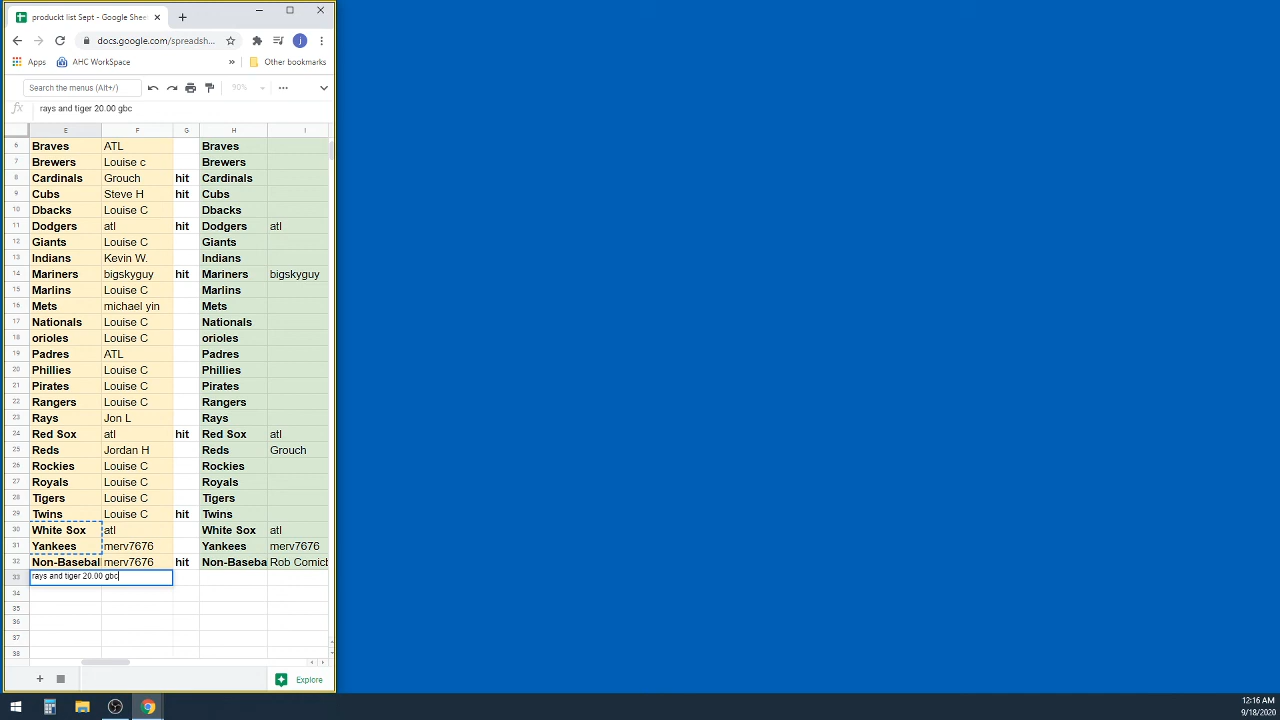 produckt list Sept - Google Shee
docs.google.com/spreadsh...
Apps AHC WorkSpace » Other bookmarks
Search the menus (Alt+/) 90%
fx rays and tiger 20.00 gbc
E F G H I
6 Braves ATL Braves
7 Brewers Louise c Brewers
8 Cardinals Grouch hit Cardinals
9 Cubs Steve H hit Cubs
10 Dbacks Louise C Dbacks
11 Dodgers atl hit Dodgers atl
12 Giants Louise C Giants
13 Indians Kevin W. Indians
14 Mariners bigskyguy hit Mariners bigskyguy
15 Marlins Louise C Marlins
16 Mets michael yin Mets
17 Nationals Louise C Nationals
18 orioles Louise C orioles
19 Padres ATL Padres
20 Phillies Louise C Phillies
21 Pirates Louise C Pirates
22 Rangers Louise C Rangers
23 Rays Jon L Rays
24 Red Sox atl hit Red Sox atl
25 Reds Jordan H Reds Grouch
26 Rockies Louise C Rockies
27 Royals Louise C Royals
28 Tigers Louise C Tigers
29 Twins Louise C hit Twins
30 White Sox atl White Sox atl
31 Yankees merv7676 Yankees merv7676
32 Non-Basebal merv7676 hit Non-Baseba Rob Comict
33 rays and tiger 20.00 gbc
34
35
36
37
38
Explore
12:16 AM
9/18/2020